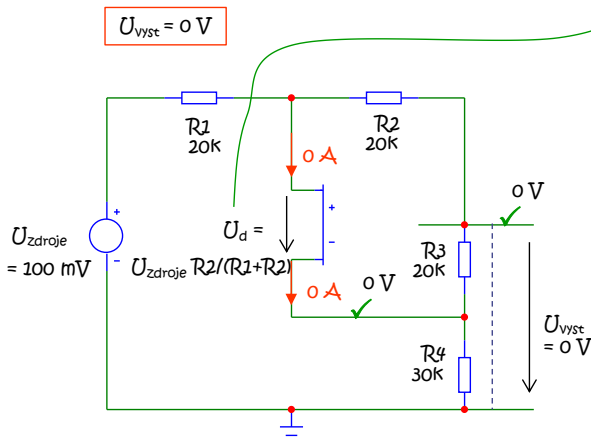 Uvyst = 0 V
R1
20k
R2
20k
0 A
+
-
Ud =
Uzdroje R2/(R1+R2)
0 A
0 V
0 V
+
-
Uzdroje
= 100 mV
R3
20k
R4
30k
Uvyst
= 0 V